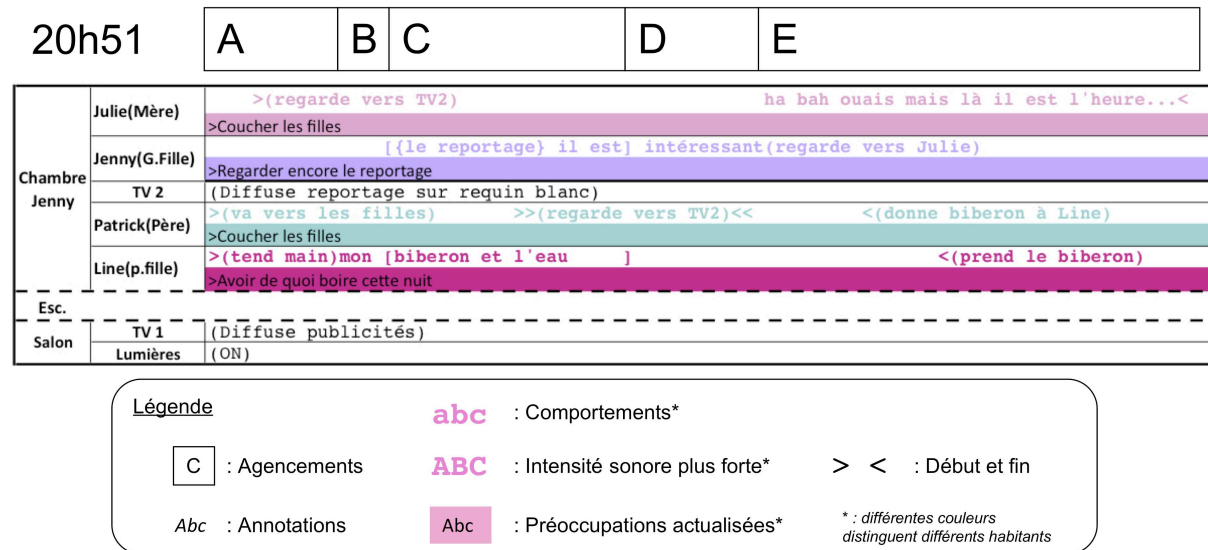 20h51 A B C D E
Julie(Mère) >(regarde vers TV2) ha bah ouais mais là il est l'heure...<
>Coucher les filles
Jenny(G.Fille) [{le reportage} il est] intéressant(regarde vers Julie)
>Regarder encore le reportage
Chambre Jenny
TV 2 (Diffuse reportage sur requin blanc)
Patrick(Père) >(va vers les filles) >>(regarde vers TV2)<< <(donne biberon à Line)
>Coucher les filles
Line(p.fille) >(tend main)mon [biberon et l'eau ] <(prend le biberon)
>Avoir de quoi boire cette nuit
Esc.
Salon
TV 1 (Diffuse publicités)
Lumières (ON)
Légende
abc : Comportements*
C : Agencements
ABC : Intensité sonore plus forte*
> < : Début et fin
Abc : Annotations
Abc : Préoccupations actualisées*
* : différentes couleurs
distinguent différents habitants